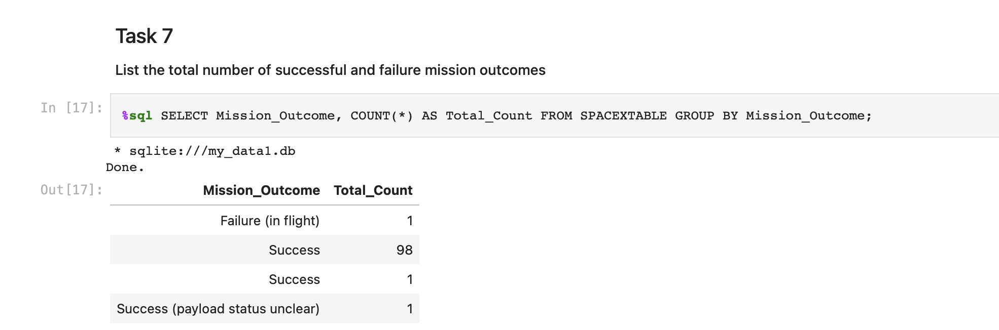 Task 7
List the total number of successful and failure mission outcomes
In [17]: %sql SELECT Mission_Outcome, COUNT(*) AS Total_Count FROM SPACEXTABLE GROUP BY Mission_Outcome;
* sqlite:///my_data1.db
Done.
Out[17]: Mission_Outcome Total_Count
Failure (in flight) 1
Success 98
Success 1
Success (payload status unclear) 1